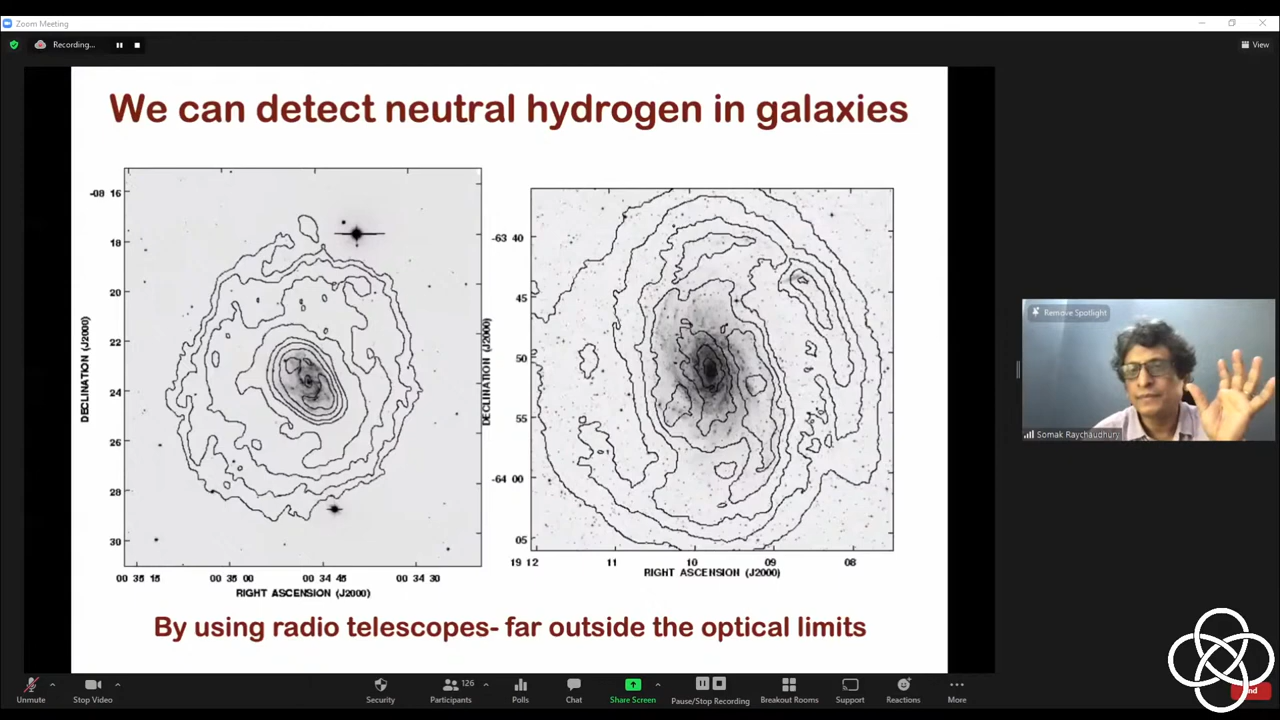 Zoom Meeting
Recording...
View
We can detect neutral hydrogen in galaxies
-08 16
18
20
22
24
26
28
30
DECLINATION (J2000)
00 35 15
00 35 00
00 34 45
00 34 30
RIGHT ASCENSION (J2000)
-63 40
45
50
55
-64 00
05
DECLINATION (J2000)
19 12
11
10
09
08
RIGHT ASCENSION (J2000)
By using radio telescopes- far outside the optical limits
Remove Spotlight
Somak Raychaudhury
Unmute
Stop Video
Security
126
Participants
Polls
Chat
Share Screen
Pause/Stop Recording
Breakout Rooms
Support
Reactions
More